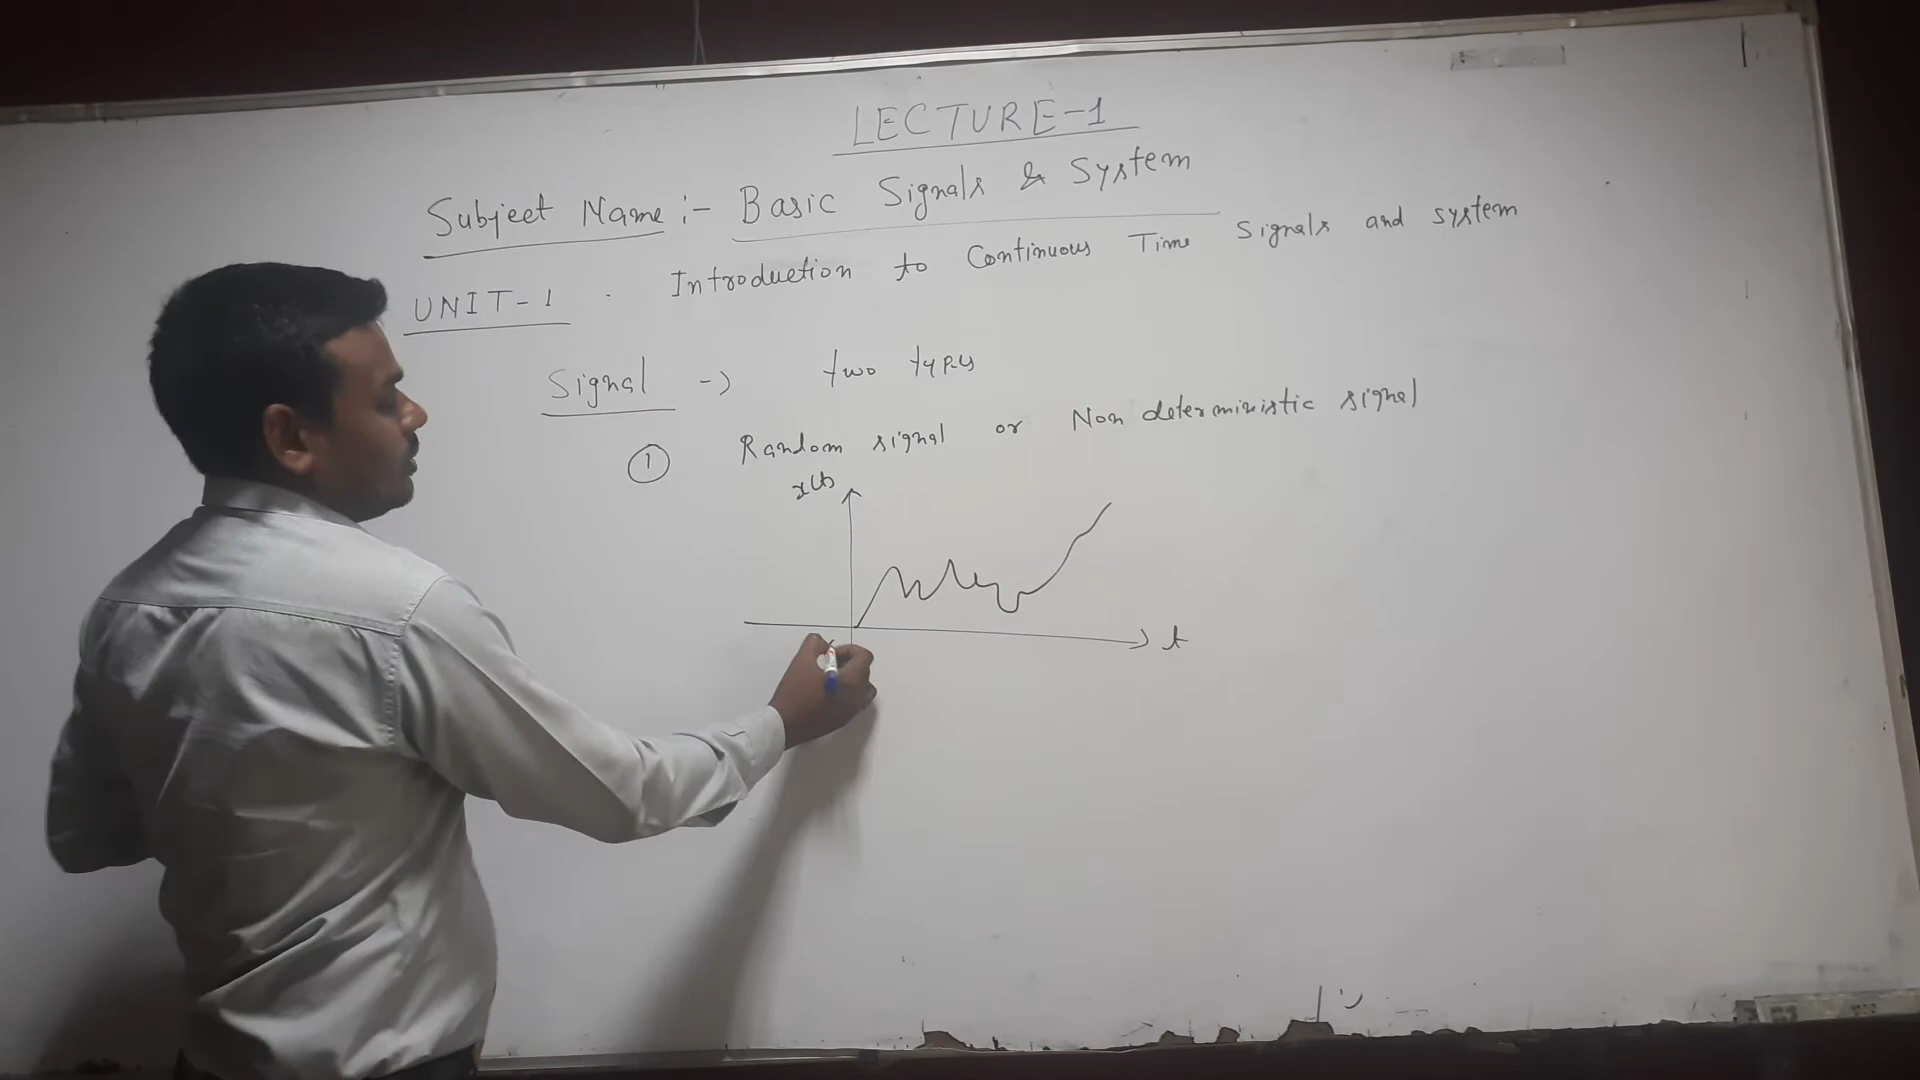 LECTURE-1
Subject Name :- Basic Signals & System
UNIT-1 . Introduction to Continuous Time Signals and system
Signal -> two types
① Random signal or Non deterministic signal
x(t)
t